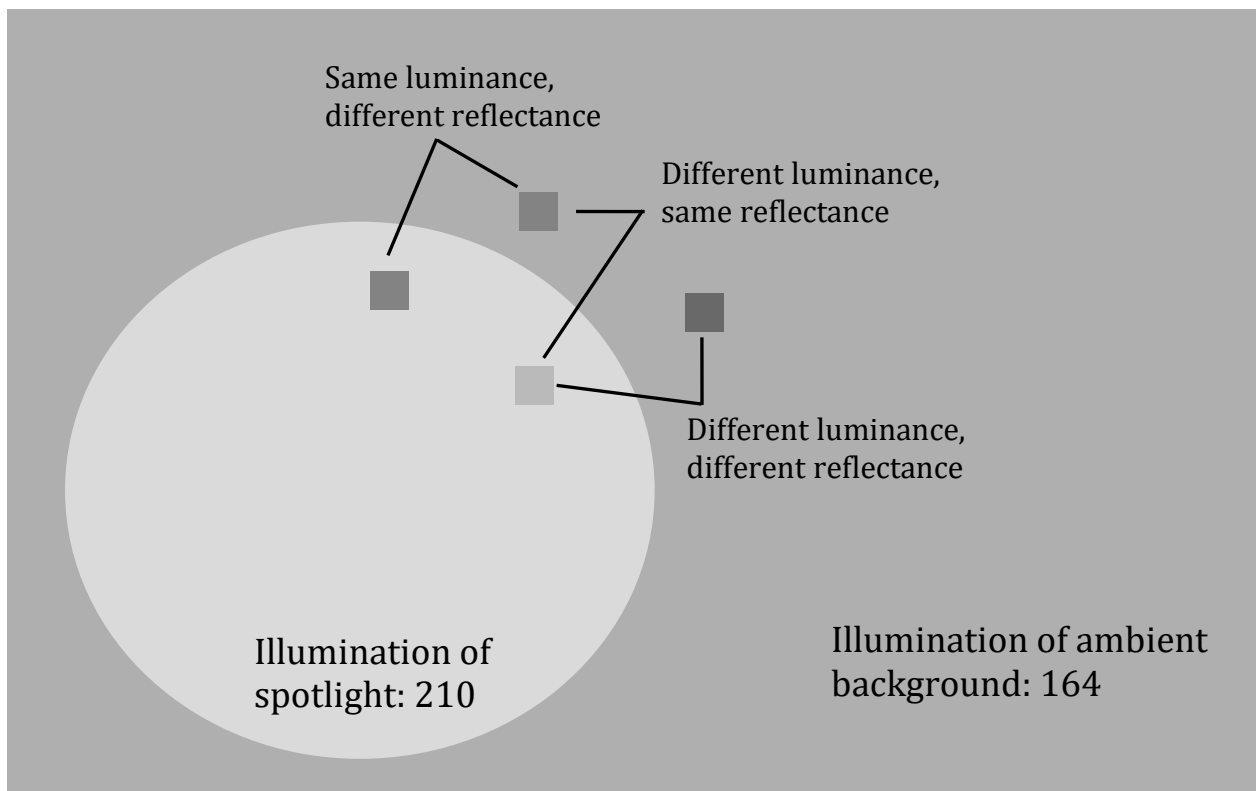 Same luminance,
different reflectance
Different luminance,
same reflectance
Different luminance,
different reflectance
Illumination of
spotlight: 210
Illumination of ambient
background: 164